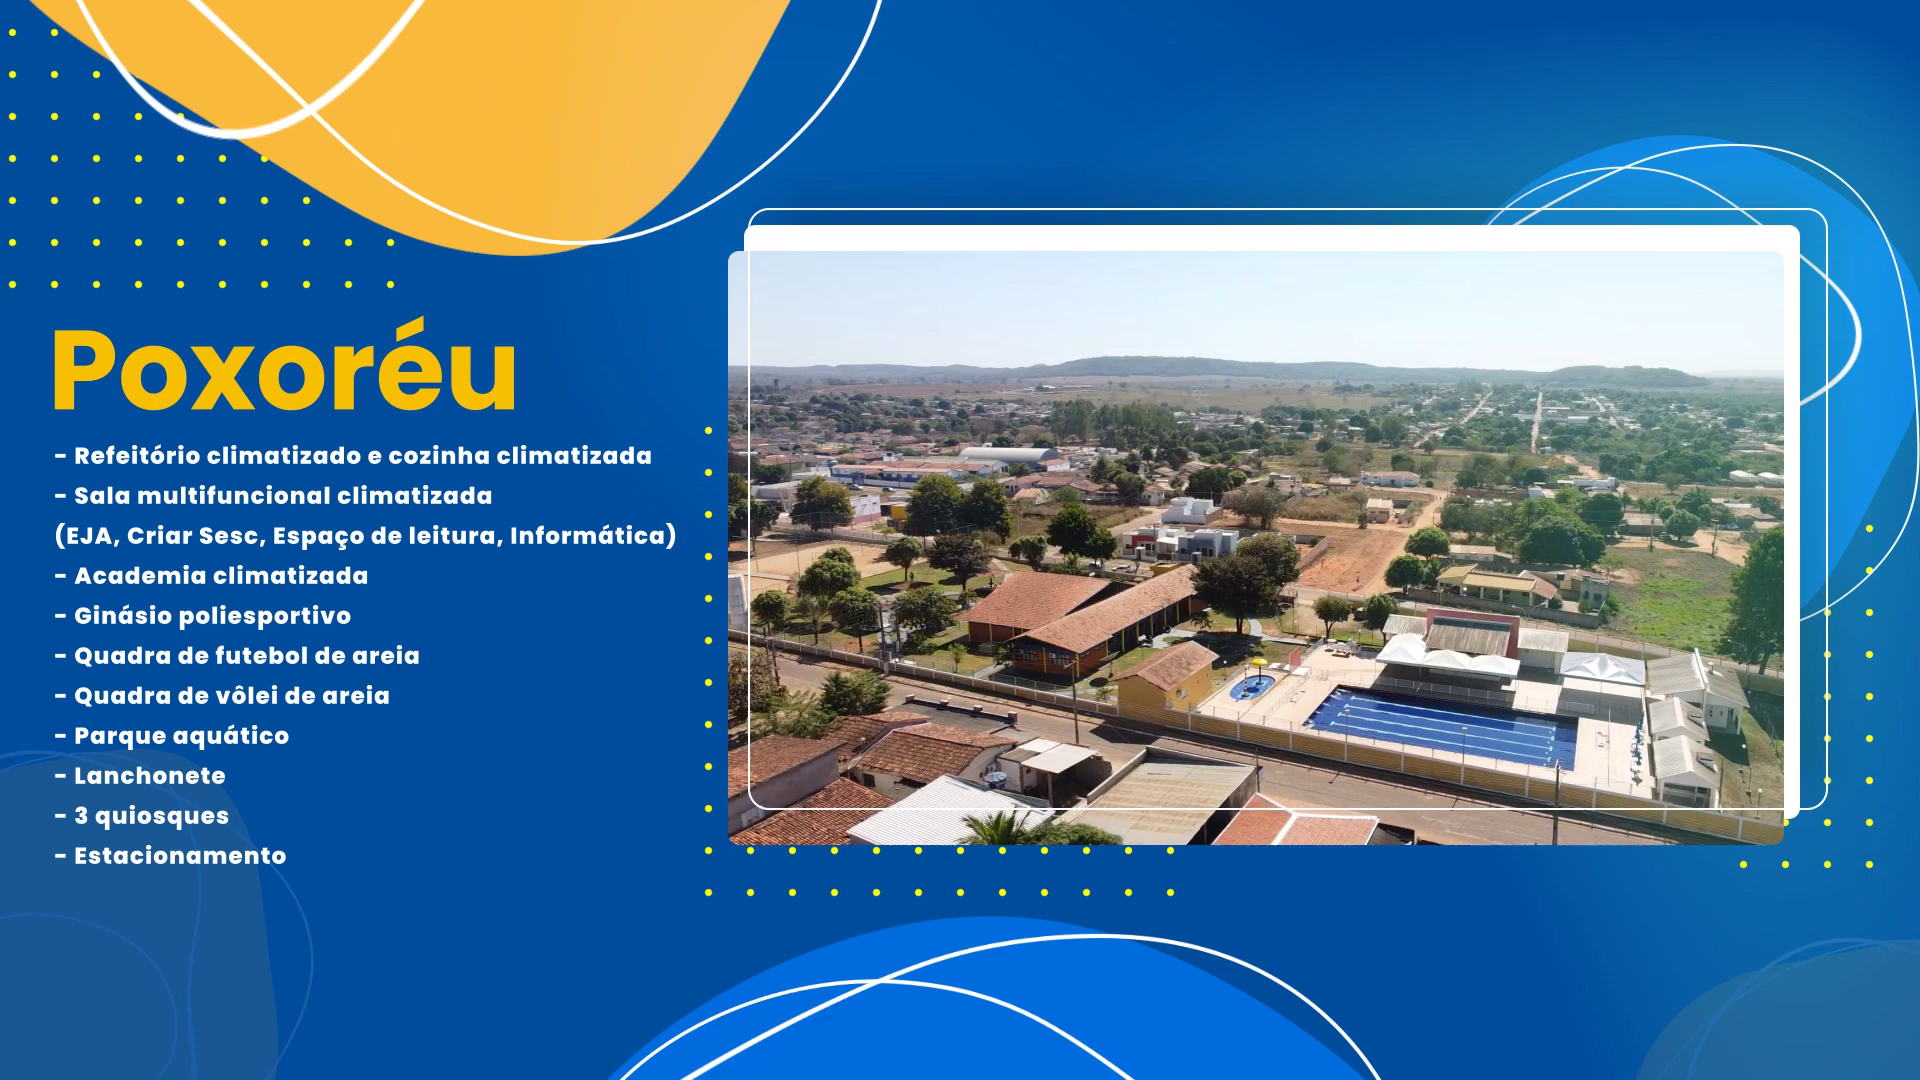 Poxoréu
- Refeitório climatizado e cozinha climatizada
- Sala multifuncional climatizada
(EJA, Criar Sesc, Espaço de leitura, Informática)
- Academia climatizada
- Ginásio poliesportivo
- Quadra de futebol de areia
- Quadra de vôlei de areia
- Parque aquático
- Lanchonete
- 3 quiosques
- Estacionamento